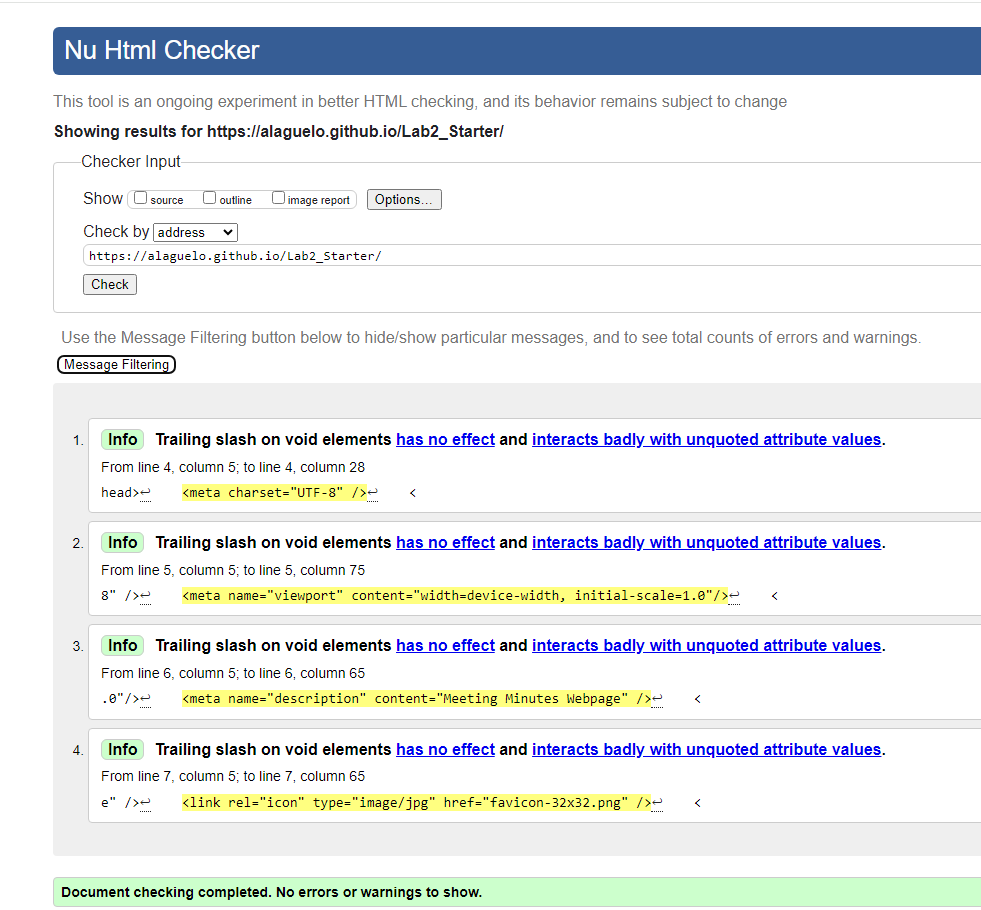 Nu Html Checker
This tool is an ongoing experiment in better HTML checking, and its behavior remains subject to change
Showing results for https://alaguelo.github.io/Lab2_Starter/
Checker Input
Show source outline image report Options...
Check by address
https://alaguelo.github.io/Lab2_Starter/
Check
Use the Message Filtering button below to hide/show particular messages, and to see total counts of errors and warnings.
Message Filtering
1. Info Trailing slash on void elements has no effect and interacts badly with unquoted attribute values.
From line 4, column 5; to line 4, column 28
head>↩ <meta charset="UTF-8" />↩ <
2. Info Trailing slash on void elements has no effect and interacts badly with unquoted attribute values.
From line 5, column 5; to line 5, column 75
8" />↩ <meta name="viewport" content="width=device-width, initial-scale=1.0"/>↩ <
3. Info Trailing slash on void elements has no effect and interacts badly with unquoted attribute values.
From line 6, column 5; to line 6, column 65
.0"/>↩ <meta name="description" content="Meeting Minutes Webpage" />↩ <
4. Info Trailing slash on void elements has no effect and interacts badly with unquoted attribute values.
From line 7, column 5; to line 7, column 65
e" />↩ <link rel="icon" type="image/jpg" href="favicon-32x32.png" />↩ <
Document checking completed. No errors or warnings to show.